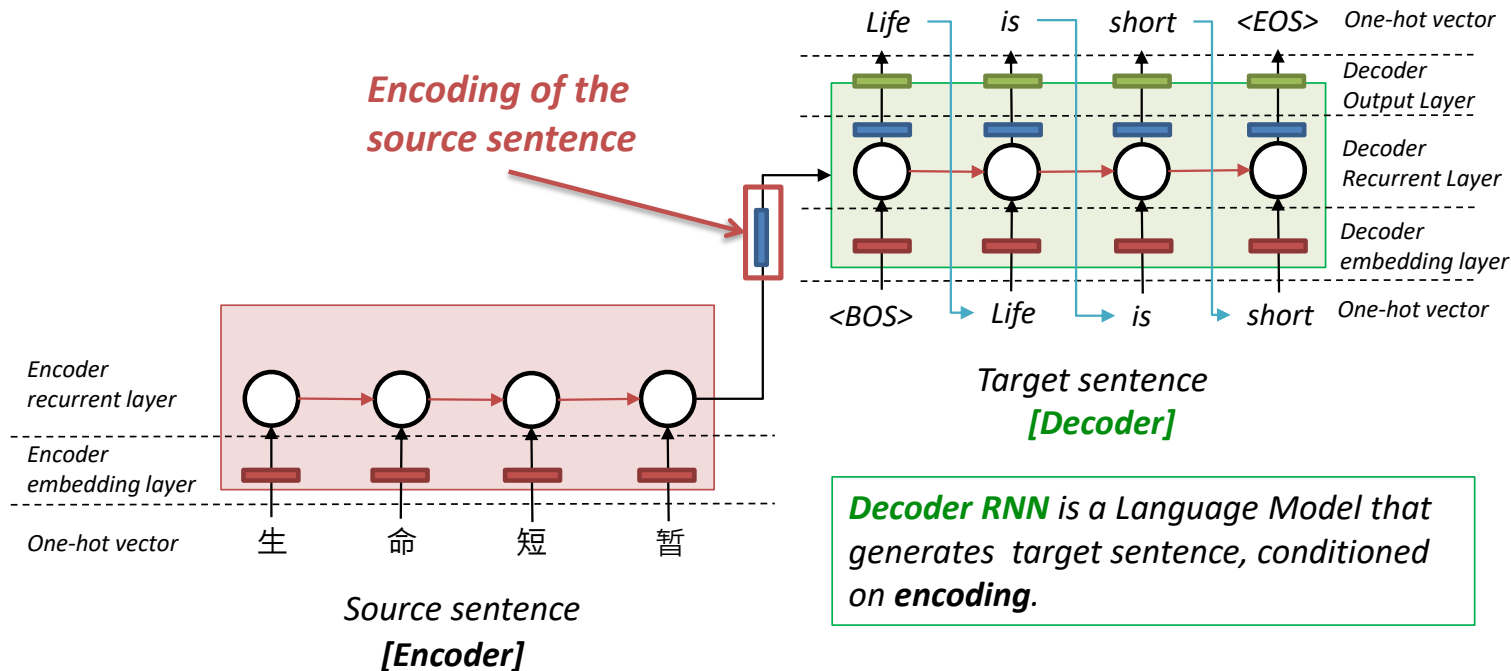 Life is short <EOS> One-hot vector
Encoding of the
source sentence
Decoder
Output Layer
Decoder
Recurrent Layer
Decoder
embedding layer
<BOS> Life is short One-hot vector
Target sentence
[Decoder]
Encoder
recurrent layer
Encoder
embedding layer
One-hot vector 生 命 短 暂
Source sentence
[Encoder]
Decoder RNN is a Language Model that
generates target sentence, conditioned
on encoding.